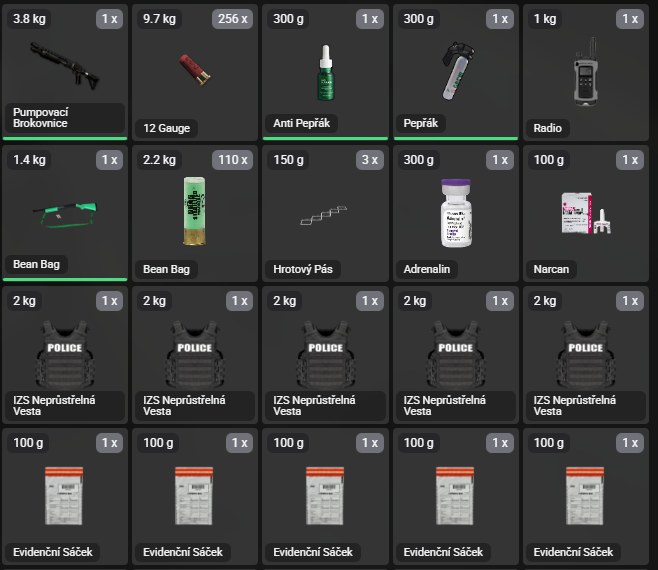 3.8 kg 1 x
9.7 kg 256 x
300 g 1 x
300 g 1 x
1 kg 1 x
Pumpovací
Brokovnice
12 Gauge
Anti Pepřák
Pepřák
Radio
1.4 kg 1 x
2.2 kg 110 x
150 g 3 x
300 g 1 x
100 g 1 x
Bean Bag
Bean Bag
Hrotový Pás
Adrenalin
Narcan
2 kg 1 x
2 kg 1 x
2 kg 1 x
2 kg 1 x
2 kg 1 x
POLICE
POLICE
POLICE
POLICE
POLICE
IZS Neprůstřelná
Vesta
IZS Neprůstřelná
Vesta
IZS Neprůstřelná
Vesta
IZS Neprůstřelná
Vesta
IZS Neprůstřelná
Vesta
100 g 1 x
100 g 1 x
100 g 1 x
100 g 1 x
100 g 1 x
Evidenční Sáček
Evidenční Sáček
Evidenční Sáček
Evidenční Sáček
Evidenční Sáček